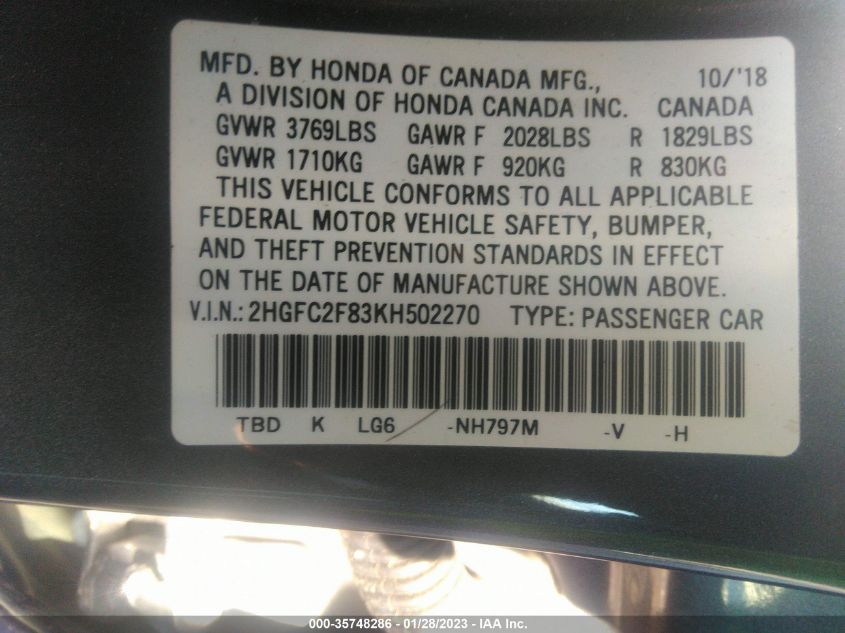 MFD. BY HONDA OF CANADA MFG., 10/'18
A DIVISION OF HONDA CANADA INC. CANADA
GVWR 3769LBS GAWR F 2028LBS R 1829LBS
GVWR 1710KG GAWR F 920KG R 830KG
THIS VEHICLE CONFORMS TO ALL APPLICABLE
FEDERAL MOTOR VEHICLE SAFETY, BUMPER,
AND THEFT PREVENTION STANDARDS IN EFFECT
ON THE DATE OF MANUFACTURE SHOWN ABOVE.
V.I.N.: 2HGFC2F83KH502270 TYPE: PASSENGER CAR
TBD K LG6 -NH797M -V -H
000-35748286 - 01/28/2023 - IAA Inc.